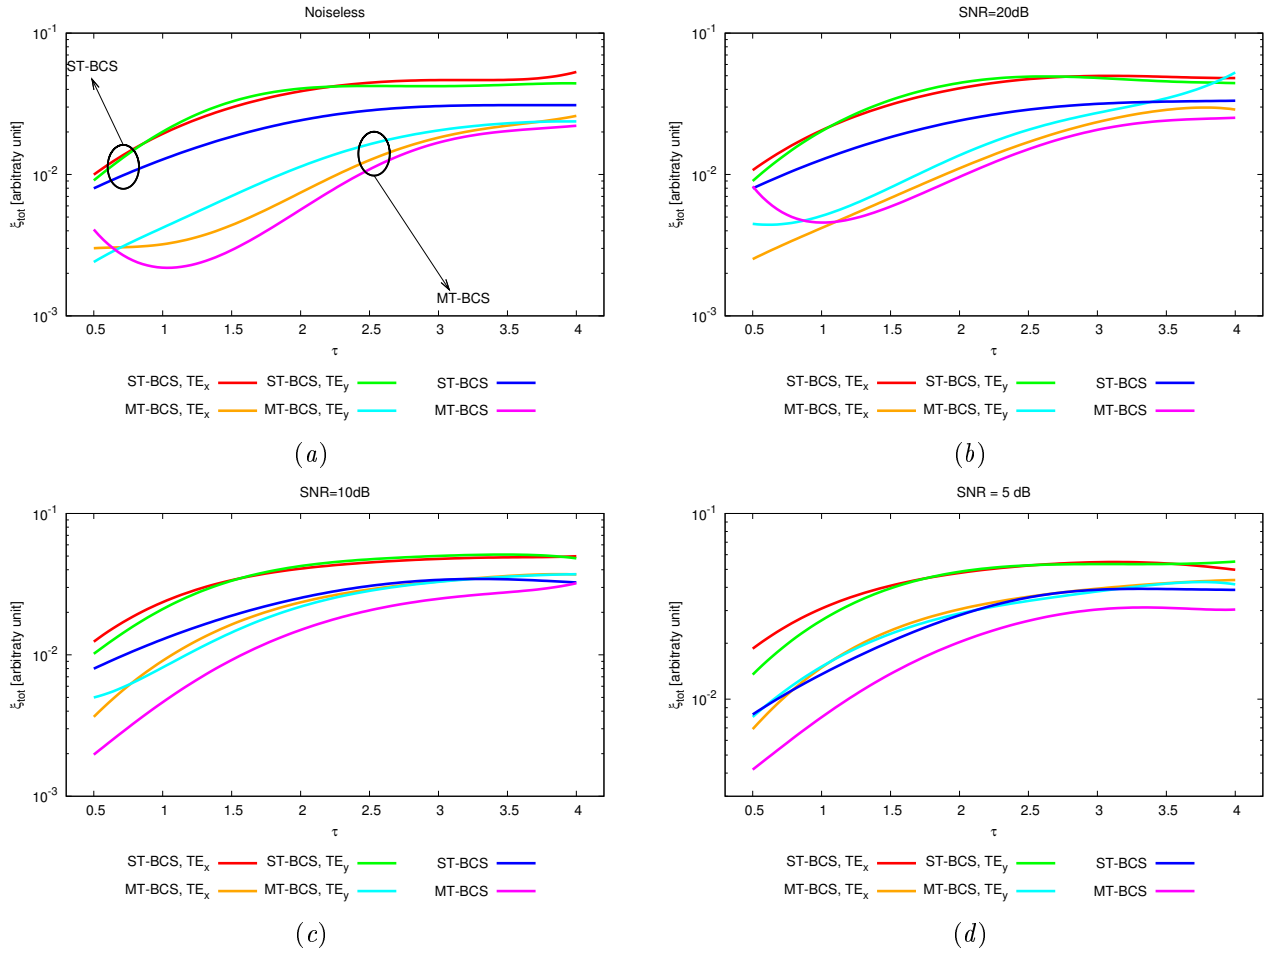 Noiseless
10^-1
10^-2
10^-3
ξ_tot [arbitraty unit]
ST-BCS
MT-BCS
0.5 1 1.5 2 2.5 3 3.5 4
τ
ST-BCS, TE_x ST-BCS, TE_y ST-BCS
MT-BCS, TE_x MT-BCS, TE_y MT-BCS
(a)
SNR=20dB
10^-1
10^-2
10^-3
ξ_tot [arbitraty unit]
0.5 1 1.5 2 2.5 3 3.5 4
τ
ST-BCS, TE_x ST-BCS, TE_y ST-BCS
MT-BCS, TE_x MT-BCS, TE_y MT-BCS
(b)
SNR=10dB
10^-1
10^-2
10^-3
ξ_tot [arbitraty unit]
0.5 1 1.5 2 2.5 3 3.5 4
τ
ST-BCS, TE_x ST-BCS, TE_y ST-BCS
MT-BCS, TE_x MT-BCS, TE_y MT-BCS
(c)
SNR = 5 dB
10^-1
10^-2
ξ_tot [arbitraty unit]
0.5 1 1.5 2 2.5 3 3.5 4
τ
ST-BCS, TE_x ST-BCS, TE_y ST-BCS
MT-BCS, TE_x MT-BCS, TE_y MT-BCS
(d)